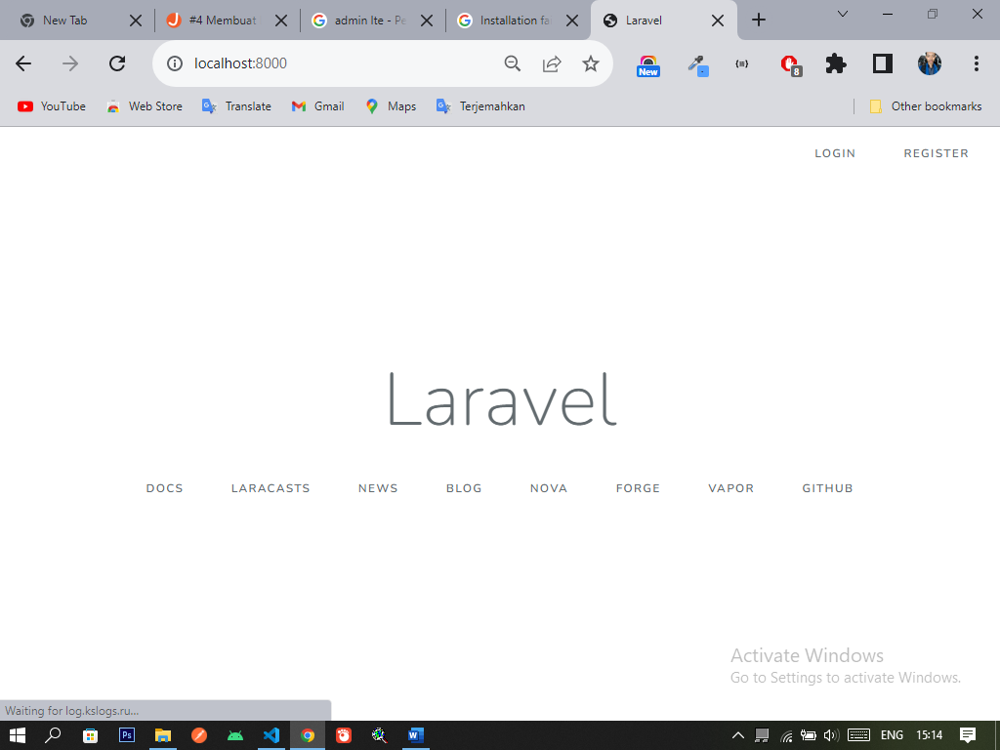 New Tab
#4 Membuat
admin lte - Pe
Installation fai
Laravel
localhost:8000
New
8
YouTube
Web Store
Translate
Gmail
Maps
Terjemahkan
Other bookmarks
LOGIN REGISTER
Laravel
DOCS LARACASTS NEWS BLOG NOVA FORGE VAPOR GITHUB
Activate Windows
Go to Settings to activate Windows.
Waiting for log.kslogs.ru...
Ps
W
ENG
15:14